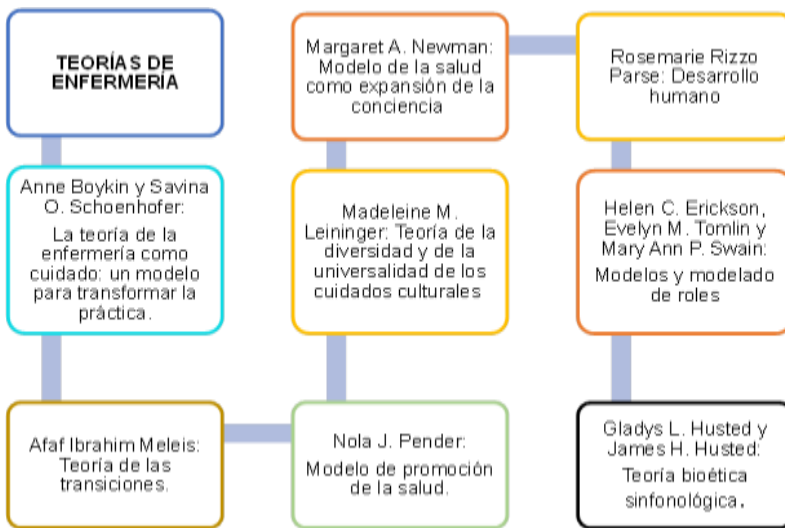 TEORÍAS DE
ENFERMERÍA
Anne Boykin y Savina
O. Schoenhofer:
La teoría de la
enfermería como
cuidado: un modelo
para transformar la
práctica.
Afaf Ibrahim Meleis:
Teoría de las
transiciones.
Nola J. Pender:
Modelo de promoción
de la salud.
Madeleine M.
Leininger: Teoría de la
diversidad y de la
universalidad de los
cuidados culturales
Margaret A. Newman:
Modelo de la salud
como expansión de la
conciencia
Rosemarie Rizzo
Parse: Desarrollo
humano
Helen C. Erickson,
Evelyn M. Tomlin y
Mary Ann P. Swain:
Modelos y modelado
de roles
Gladys L. Husted y
James H. Husted:
Teoría bioética
sinfonológica.